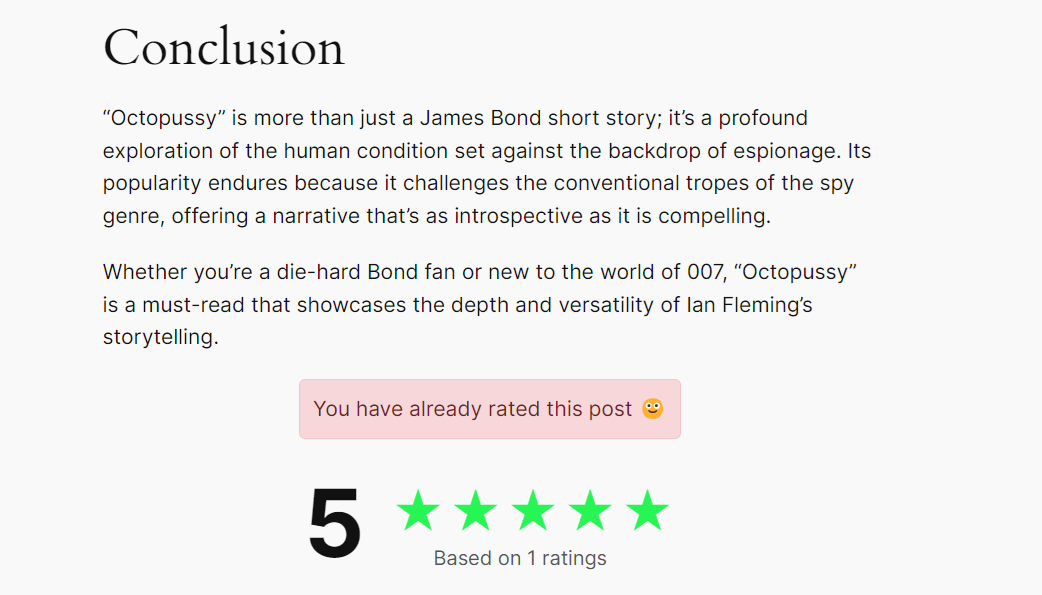 Conclusion
“Octopussy” is more than just a James Bond short story; it’s a profound
exploration of the human condition set against the backdrop of espionage. Its
popularity endures because it challenges the conventional tropes of the spy
genre, offering a narrative that’s as introspective as it is compelling.
Whether you’re a die-hard Bond fan or new to the world of 007, “Octopussy”
is a must-read that showcases the depth and versatility of Ian Fleming’s
storytelling.
You have already rated this post
5
Based on 1 ratings